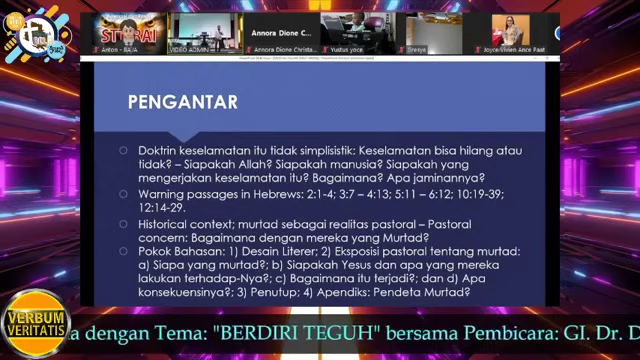 Annora Dione C...
Anton - RAJA
VIDEO ADMIN
Annora Dione Christa...
Yustus yoce
Joyce Vivien Ance Paat
PENGANTAR
Doktrin keselamatan itu tidak simplisistik: Keselamatan bisa hilang atau
tidak? – Siapakah Allah? Siapakah manusia? Siapakah yang
mengerjakan keselamatan itu? Bagaimana? Apa jaminannya?
Warning passages in Hebrews: 2:1-4; 3:7 – 4:13; 5:11 – 6:12; 10:19-39;
12:14-29.
Historical context; murtad sebagai realitas pastoral – Pastoral
concern: Bagaimana dengan mereka yang Murtad?
Pokok Bahasan: 1) Desain Literer; 2) Eksposisi pastoral tentang murtad:
a) Siapa yang murtad?; b) Siapakah Yesus dan apa yang mereka
lakukan terhadap-Nya?; c) Bagaimana itu terjadi?; dan d) Apa
konsekuensinya?; 3) Penutup; 4) Apendiks: Pendeta Murtad?
VERBUM
VERITATIS
a dengan Tema: "BERDIRI TEGUH" bersama Pembicara: GI. Dr. D